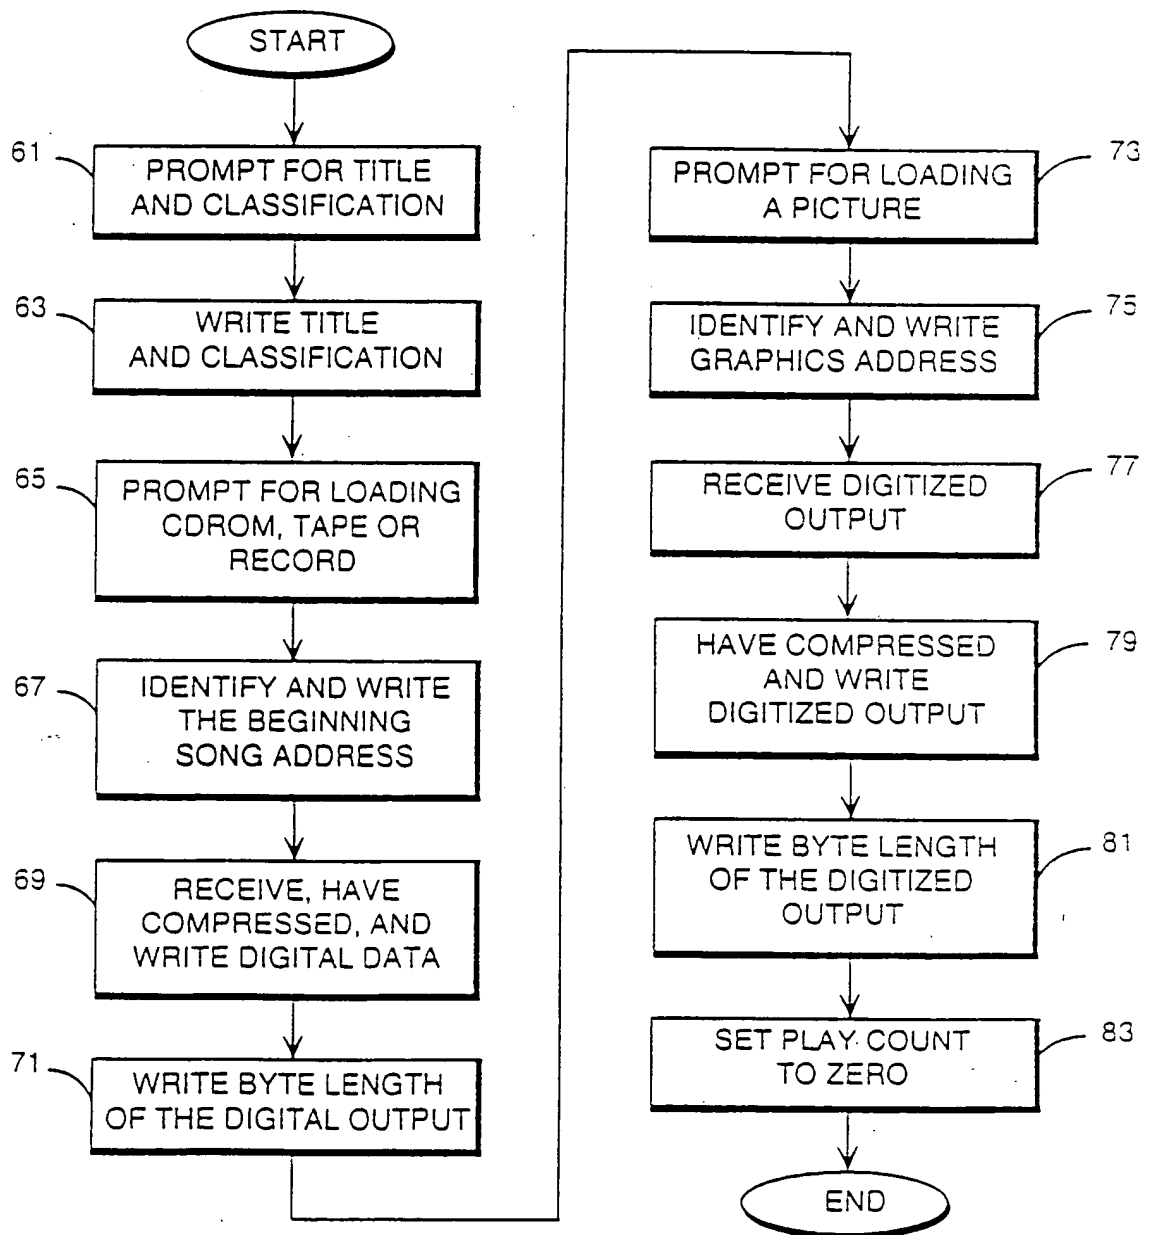 START
61
PROMPT FOR TITLE
AND CLASSIFICATION
63
WRITE TITLE
AND CLASSIFICATION
65
PROMPT FOR LOADING
CDROM, TAPE OR
RECORD
67
IDENTIFY AND WRITE
THE BEGINNING
SONG ADDRESS
69
RECEIVE, HAVE
COMPRESSED, AND
WRITE DIGITAL DATA
71
WRITE BYTE LENGTH
OF THE DIGITAL OUTPUT
73
PROMPT FOR LOADING
A PICTURE
75
IDENTIFY AND WRITE
GRAPHICS ADDRESS
77
RECEIVE DIGITIZED
OUTPUT
79
HAVE COMPRESSED
AND WRITE
DIGITIZED OUTPUT
81
WRITE BYTE LENGTH
OF THE DIGITIZED
OUTPUT
83
SET PLAY COUNT
TO ZERO
END